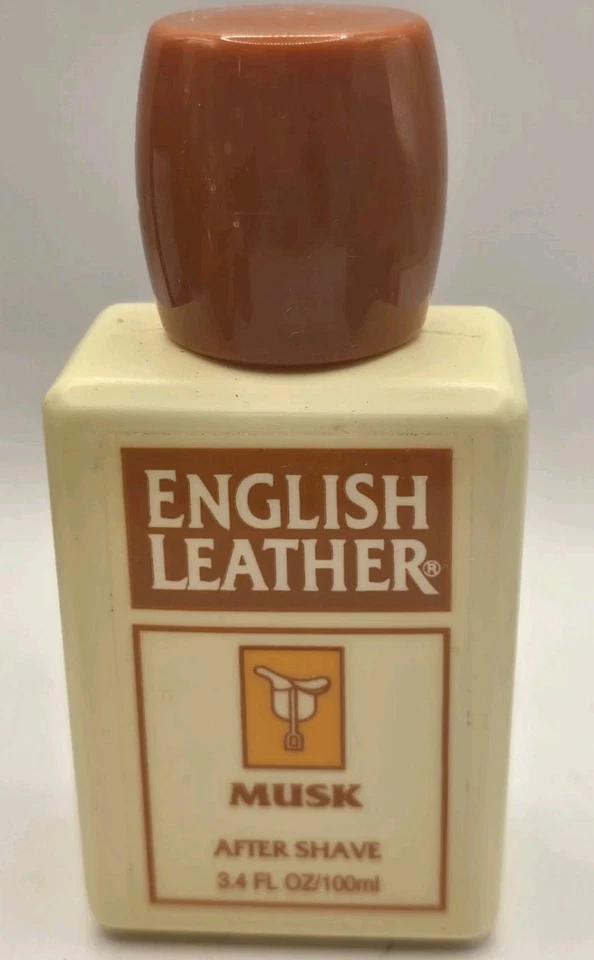 ENGLISH
LEATHER®
MUSK
AFTER SHAVE
3.4 FL OZ/100ml